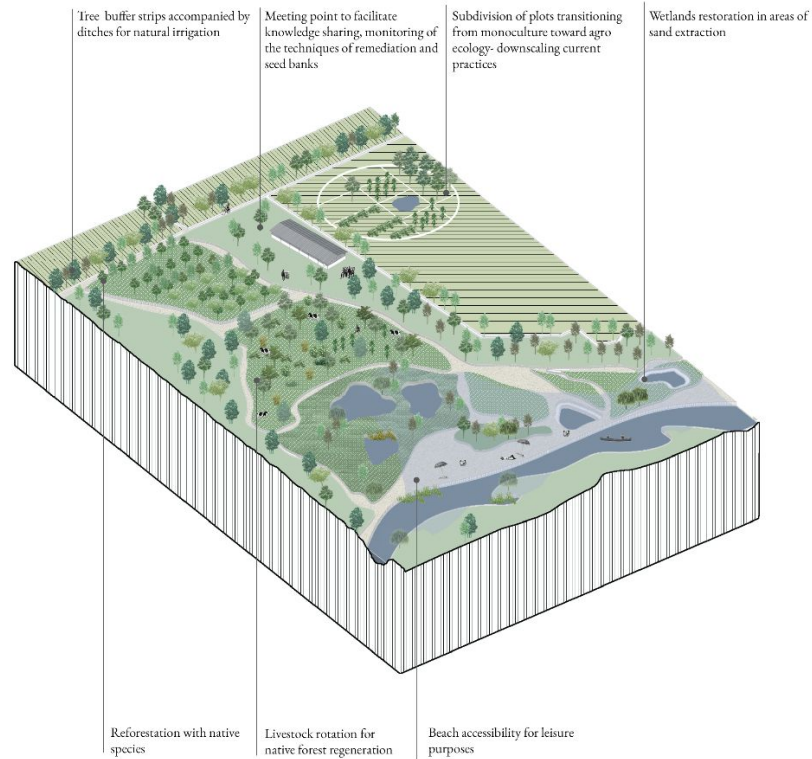 Tree buffer strips accompanied by
ditches for natural irrigation
Meeting point to facilitate
knowledge sharing, monitoring of
the techniques of remediation and
seed banks
Subdivision of plots transitioning
from monoculture toward agro
ecology- downscaling current
practices
Wetlands restoration in areas of
sand extraction
Reforestation with native
species
Livestock rotation for
native forest regeneration
Beach accessibility for leisure
purposes